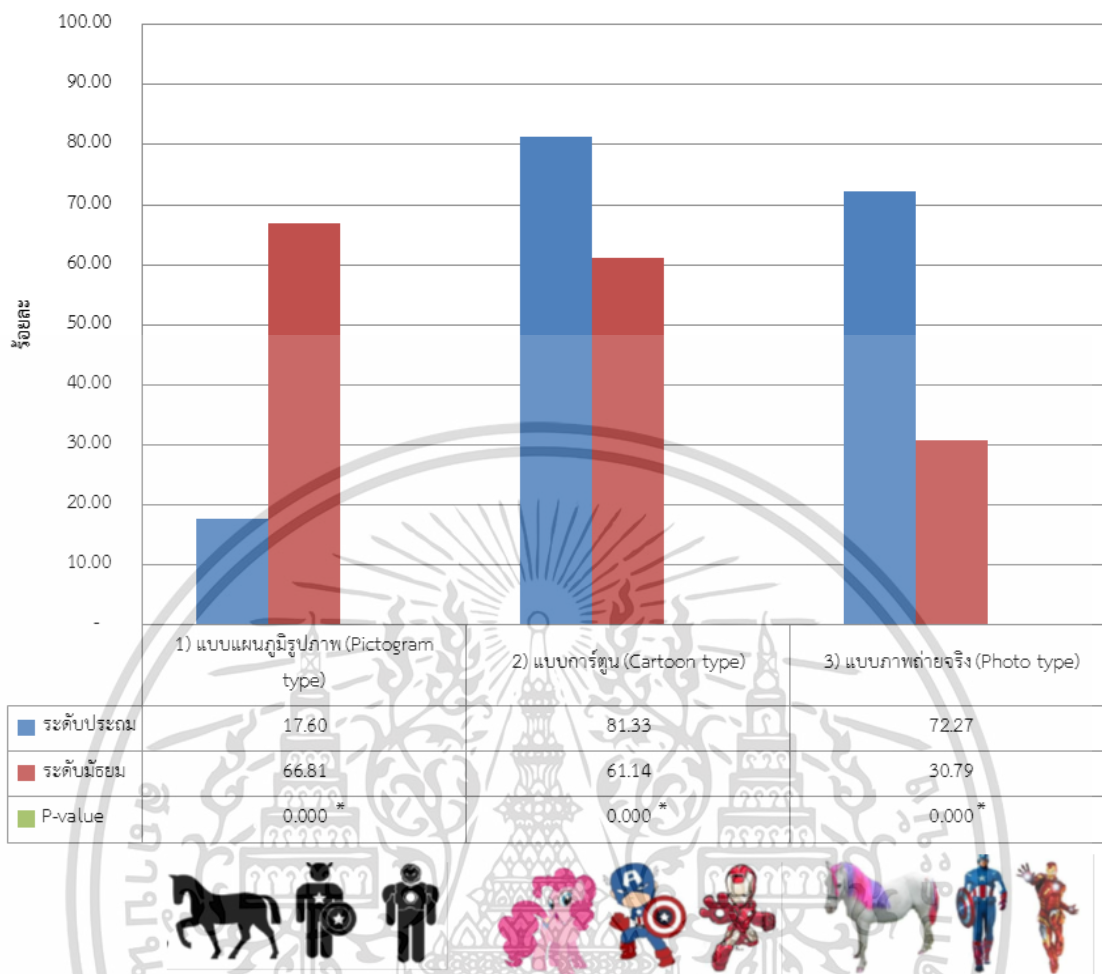 100.00
90.00
80.00
70.00
60.00
50.00
40.00
30.00
20.00
10.00
-
ร้อยละ
1) แบบแผนภูมิรูปภาพ (Pictogram
type)
2) แบบการ์ตูน (Cartoon type)
3) แบบภาพถ่ายจริง (Photo type)
ระดับประถม 17.60 81.33 72.27
ระดับมัธยม 66.81 61.14 30.79
P-value 0.000 * 0.000 * 0.000 *
A